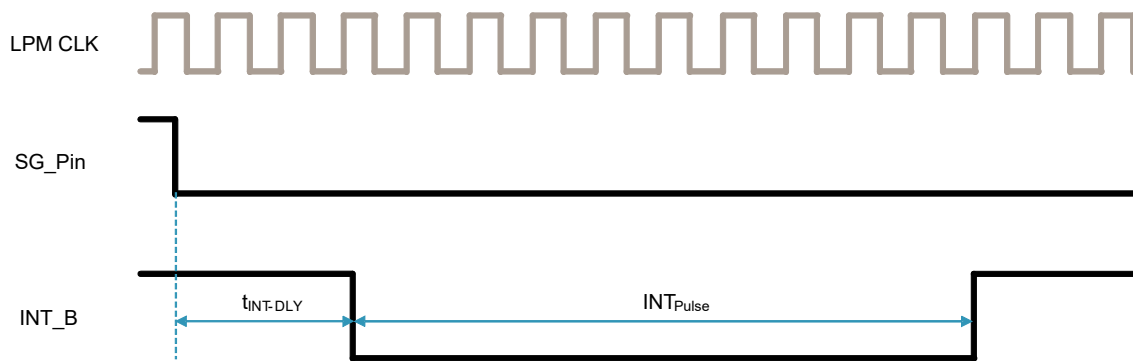 LPM CLK
SG_Pin
INT_B
tINT-DLY
INTPulse